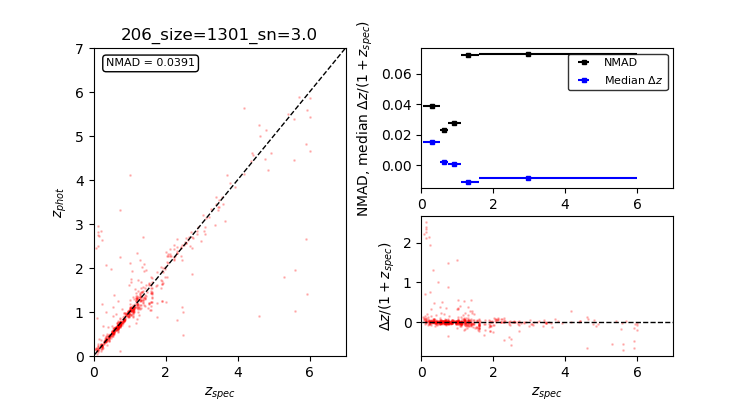 206_size=1301_sn=3.0
NMAD = 0.0391
7
6
5
4
3
2
1
0
z_phot
0 2 4 6
z_spec
NMAD, median Δz/(1 + z_spec)
0.06
0.04
0.02
0.00
NMAD
Median Δz
0 2 4 6
Δz/(1 + z_spec)
2
1
0
0 2 4 6
z_spec